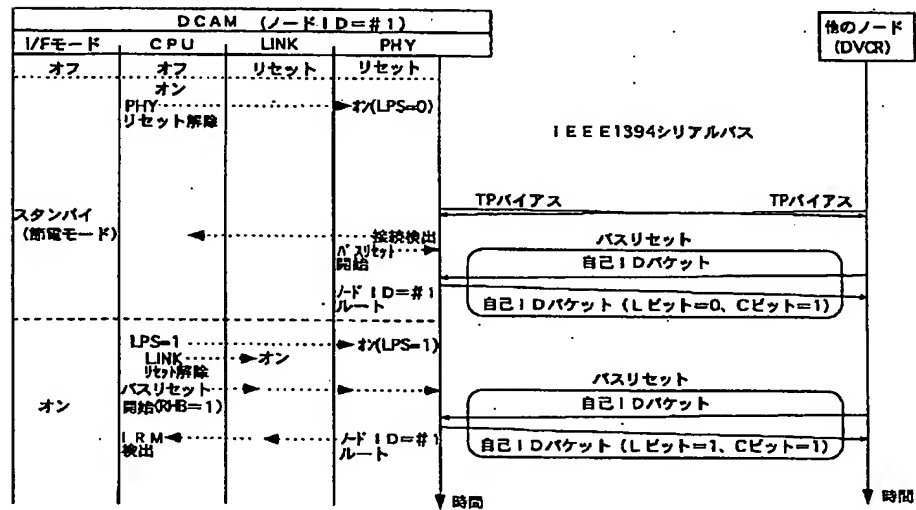 DCAM (ノードID=#1)
他のノード
(DVCR)
I/Fモード CPU LINK PHY
オフ オフ リセット リセット
オン
PHY オン(LPS=0)
リセット解除
IEEE1394シリアルバス
TPバイアス TPバイアス
スタンバイ
(節電モード)
接続検出
バスリセット
開始
バスリセット
自己IDパケット
ノードID=#1
ルート
自己IDパケット(Lビット=0、Cビット=1)
LPS=1 オン(LPS=1)
LINK オン
リセット解除
バスリセット
開始(RHB=1)
オン
バスリセット
自己IDパケット
IRM
検出
ノードID=#1
ルート
自己IDパケット(Lビット=1、Cビット=1)
時間 時間